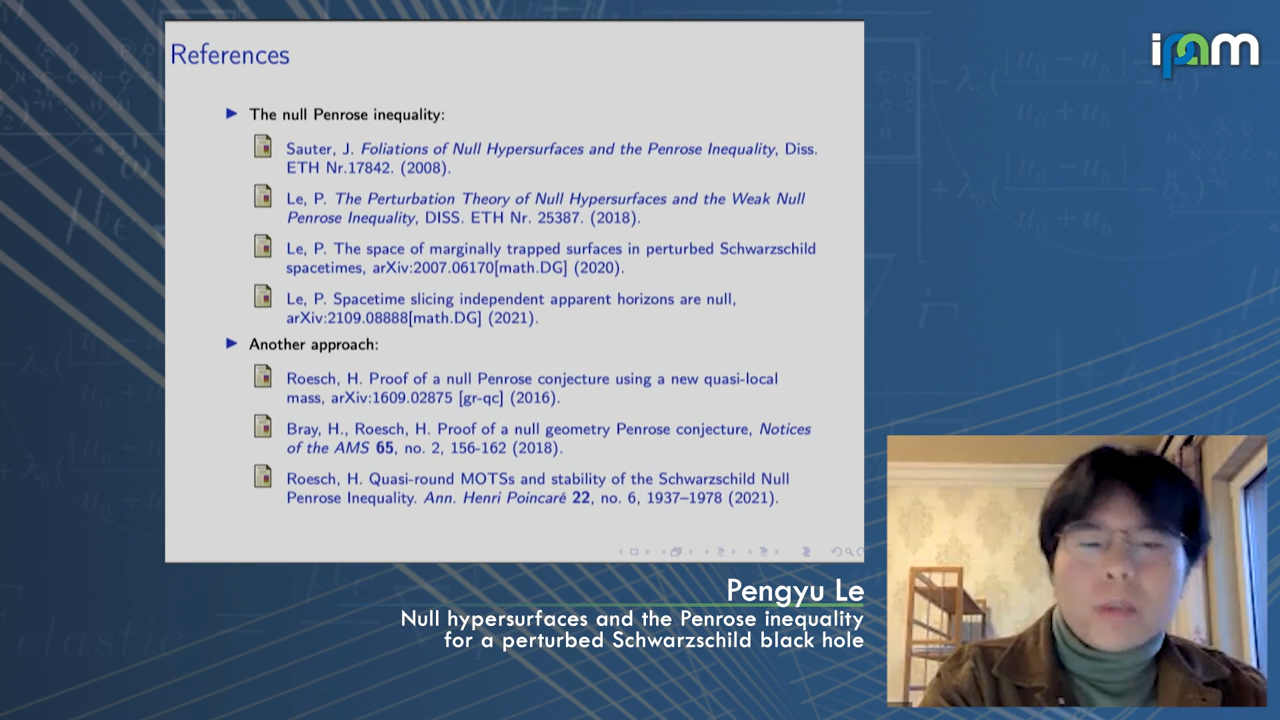 ipam
References
The null Penrose inequality:
Sauter, J. Foliations of Null Hypersurfaces and the Penrose Inequality, Diss.
ETH Nr.17842. (2008).
Le, P. The Perturbation Theory of Null Hypersurfaces and the Weak Null
Penrose Inequality, DISS. ETH Nr. 25387. (2018).
Le, P. The space of marginally trapped surfaces in perturbed Schwarzschild
spacetimes, arXiv:2007.06170[math.DG] (2020).
Le, P. Spacetime slicing independent apparent horizons are null,
arXiv:2109.08888[math.DG] (2021).
Another approach:
Roesch, H. Proof of a null Penrose conjecture using a new quasi-local
mass, arXiv:1609.02875 [gr-qc] (2016).
Bray, H., Roesch, H. Proof of a null geometry Penrose conjecture, Notices
of the AMS 65, no. 2, 156-162 (2018).
Roesch, H. Quasi-round MOTSs and stability of the Schwarzschild Null
Penrose Inequality. Ann. Henri Poincaré 22, no. 6, 1937–1978 (2021).
Pengyu Le
Null hypersurfaces and the Penrose inequality
for a perturbed Schwarzschild black hole
elastic